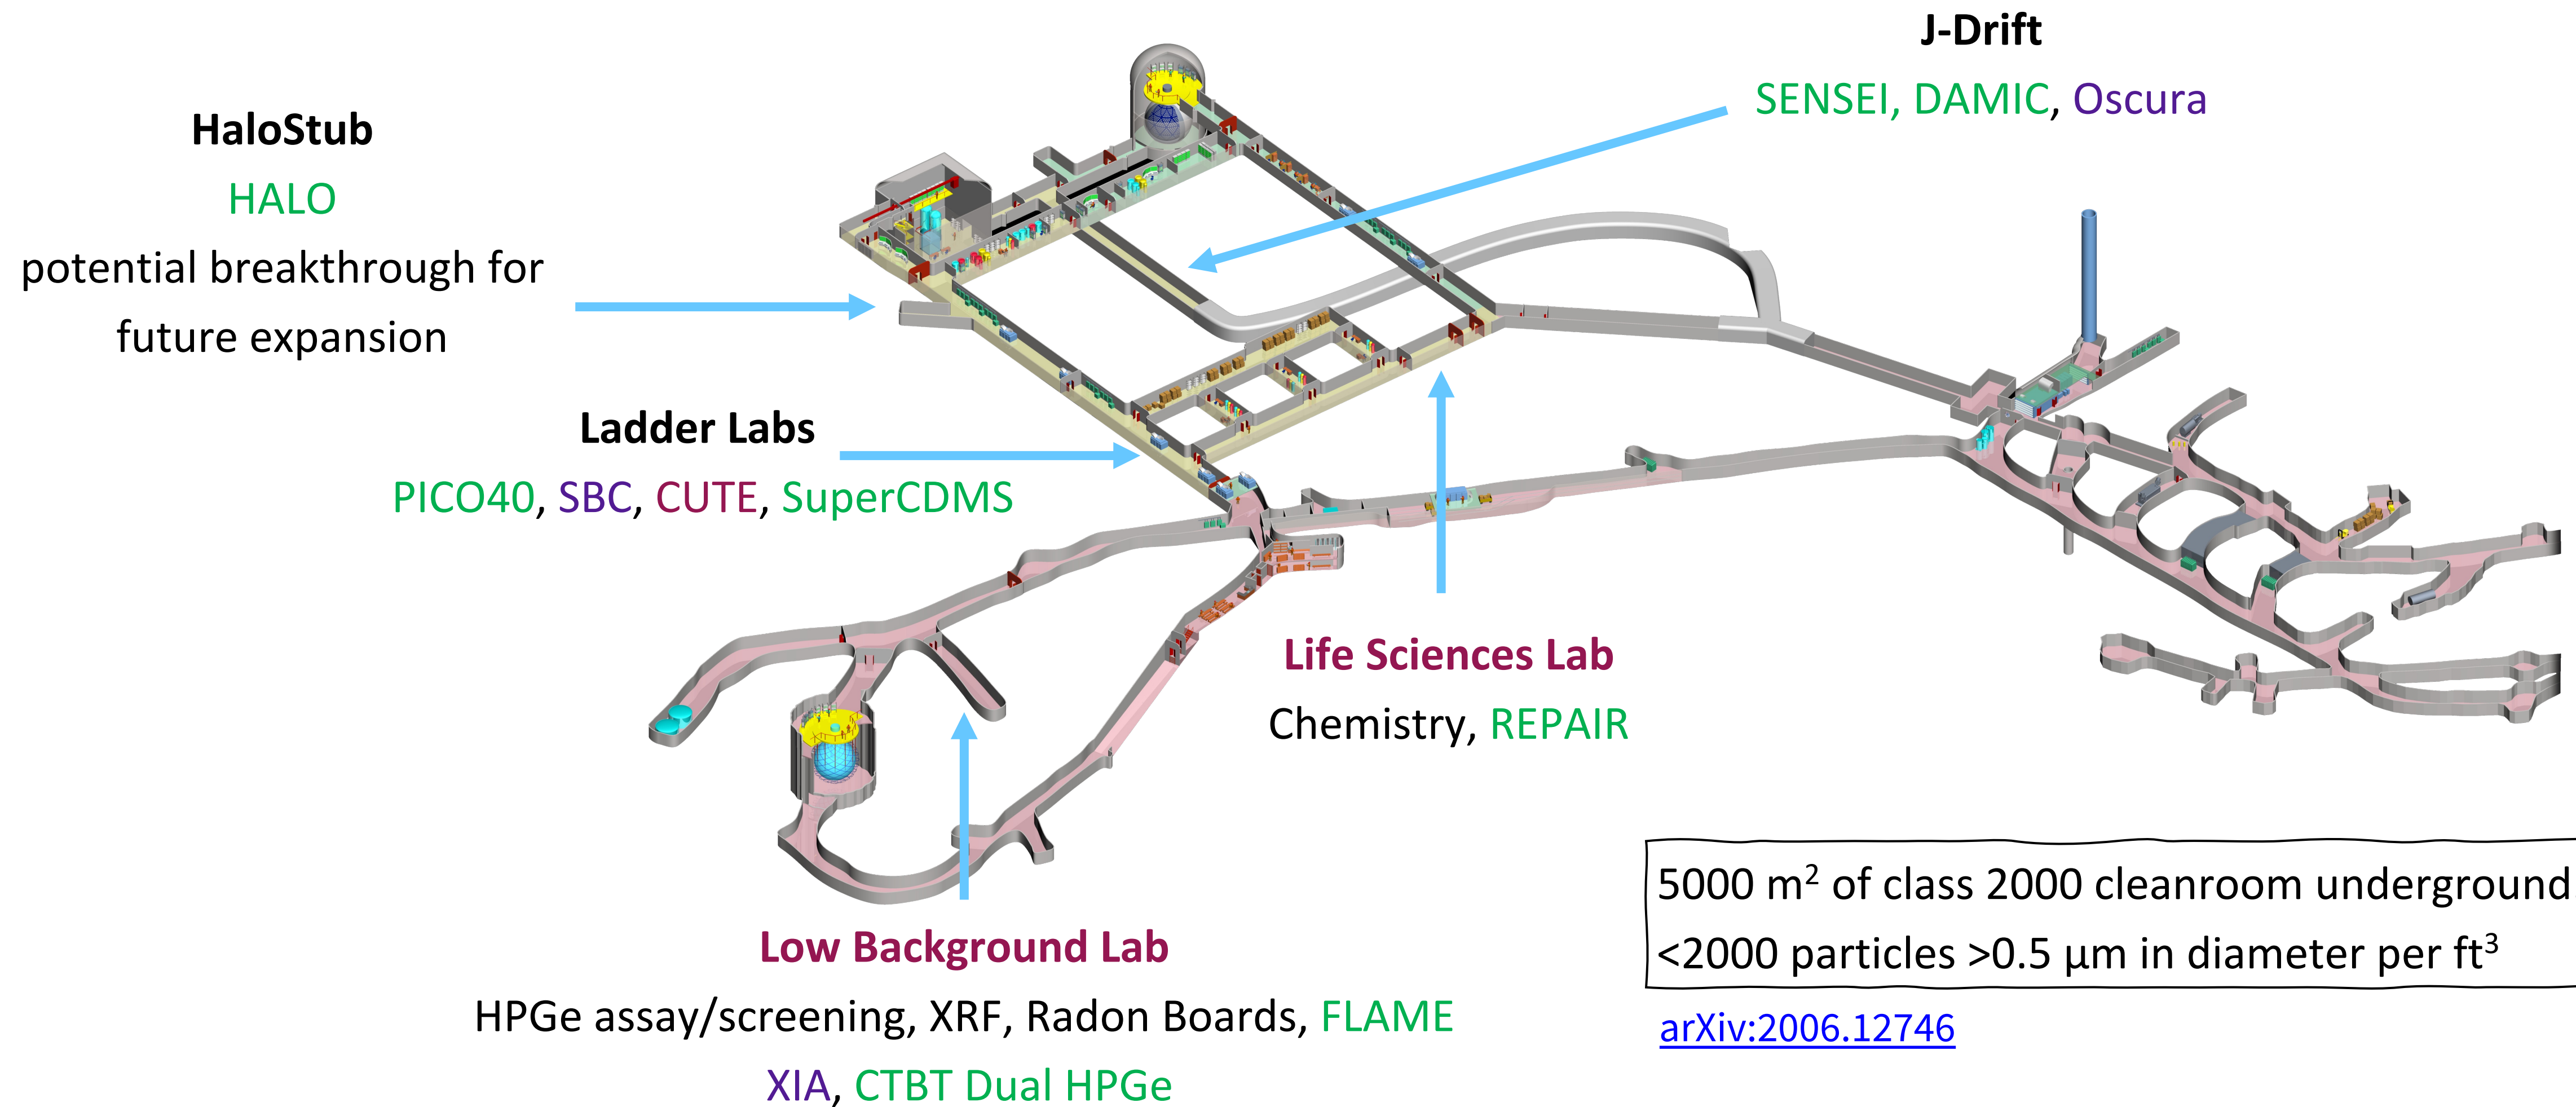 J-Drift
SENSEI, DAMIC, Oscura
HaloStub
HALO
potential breakthrough for
future expansion
Ladder Labs
PICO40, SBC, CUTE, SuperCDMS
Life Sciences Lab
Chemistry, REPAIR
Low Background Lab
HPGe assay/screening, XRF, Radon Boards, FLAME
XIA, CTBT Dual HPGe
5000 m² of class 2000 cleanroom underground
<2000 particles >0.5 μm in diameter per ft³
arXiv:2006.12746